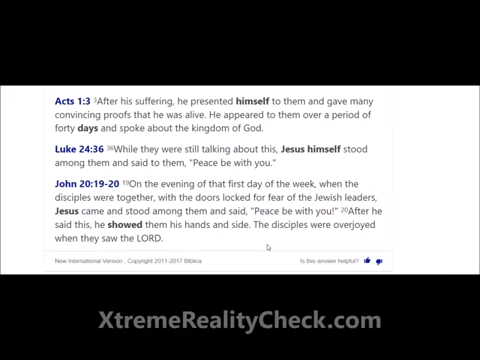 Acts 1:3 3After his suffering, he presented himself to them and gave many
convincing proofs that he was alive. He appeared to them over a period of
forty days and spoke about the kingdom of God.
Luke 24:36 36While they were still talking about this, Jesus himself stood
among them and said to them, "Peace be with you."
John 20:19-20 19On the evening of that first day of the week, when the
disciples were together, with the doors locked for fear of the Jewish leaders,
Jesus came and stood among them and said, "Peace be with you!" 20After he
said this, he showed them his hands and side. The disciples were overjoyed
when they saw the LORD.
New International Version , Copyright 2011-2017 Biblica
Is this answer helpful?
XtremeRealityCheck.com